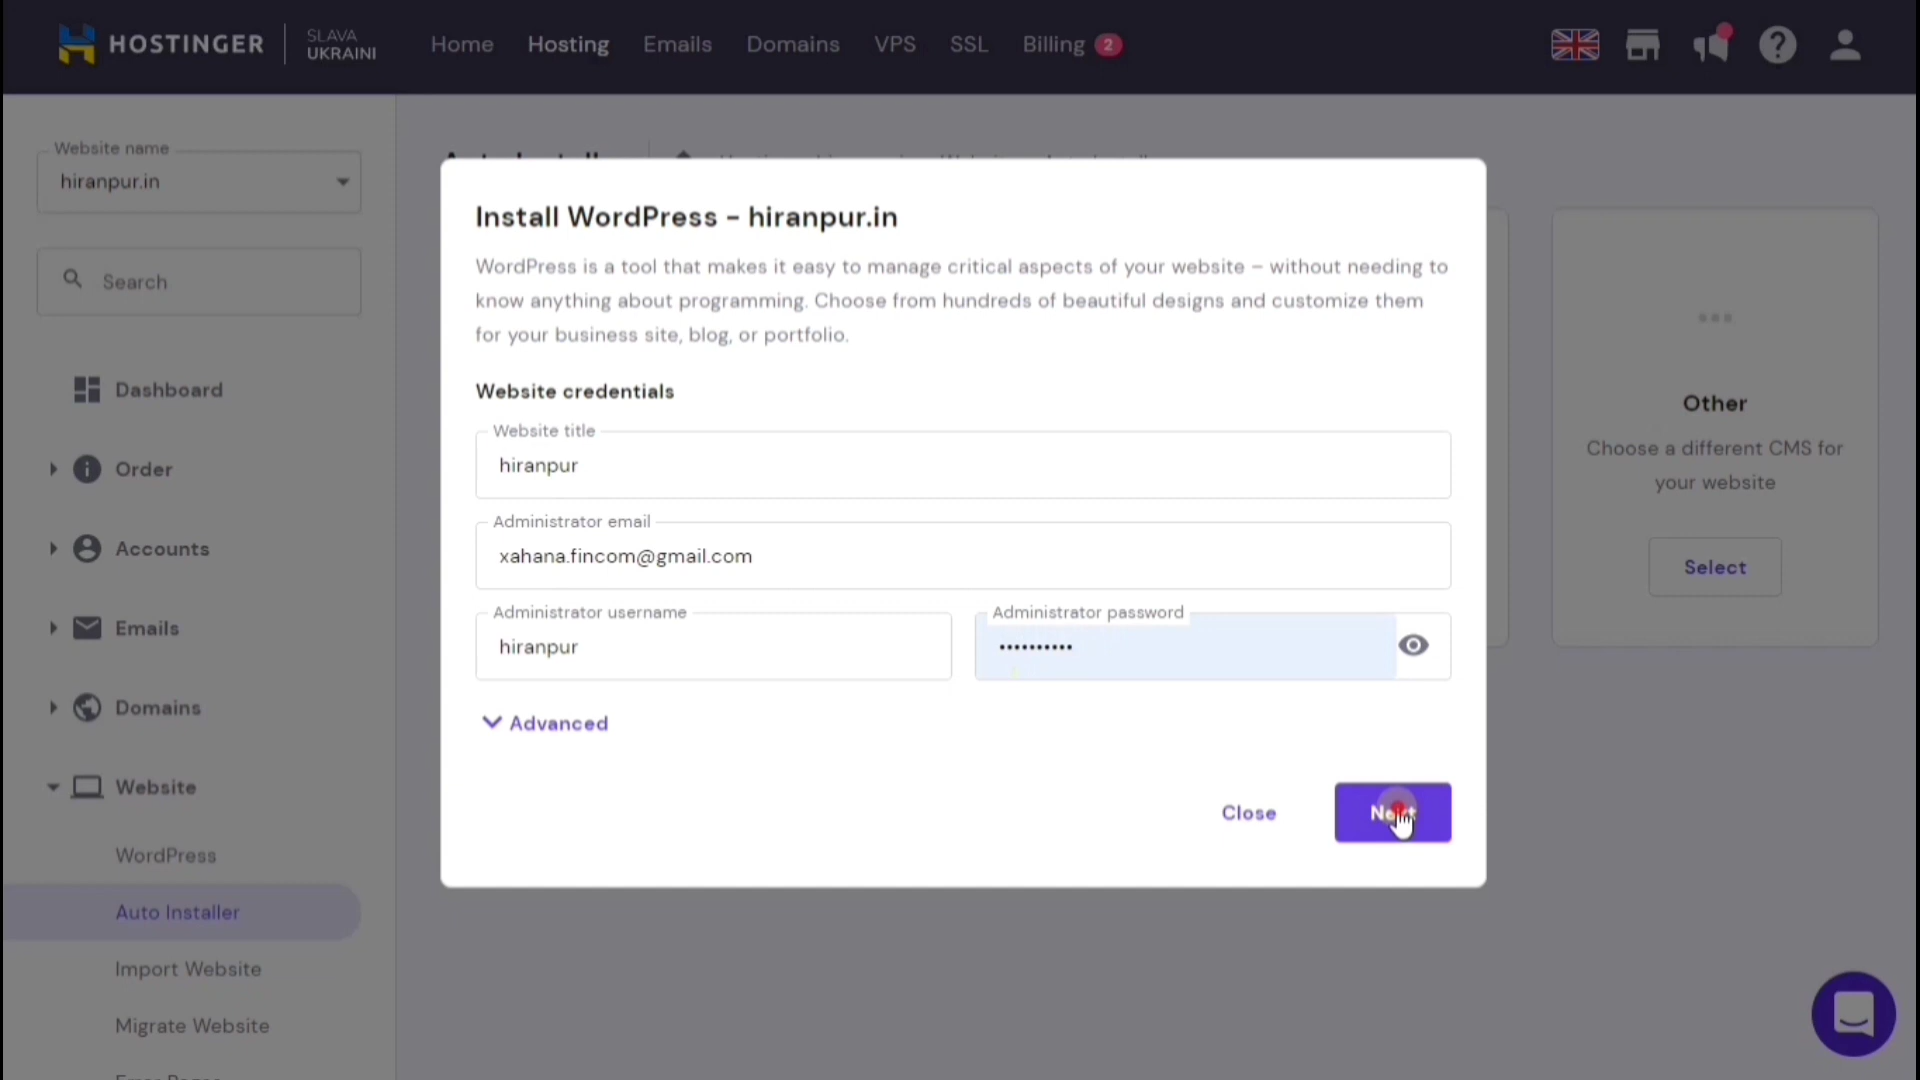 HOSTINGER
SLAVA
UKRAINI
Home
Hosting
Emails
Domains
VPS
SSL
Billing
2
Website name
hiranpur.in
Search
Dashboard
Order
Accounts
Emails
Domains
Website
WordPress
Auto Installer
Import Website
Migrate Website
Install WordPress – hiranpur.in
WordPress is a tool that makes it easy to manage critical aspects of your website – without needing to
know anything about programming. Choose from hundreds of beautiful designs and customize them
for your business site, blog, or portfolio.
Website credentials
Website title
hiranpur
Administrator email
xahana.fincom@gmail.com
Administrator username
hiranpur
Administrator password
••••••••••
Advanced
Close
Next
Other
Choose a different CMS for
your website
Select